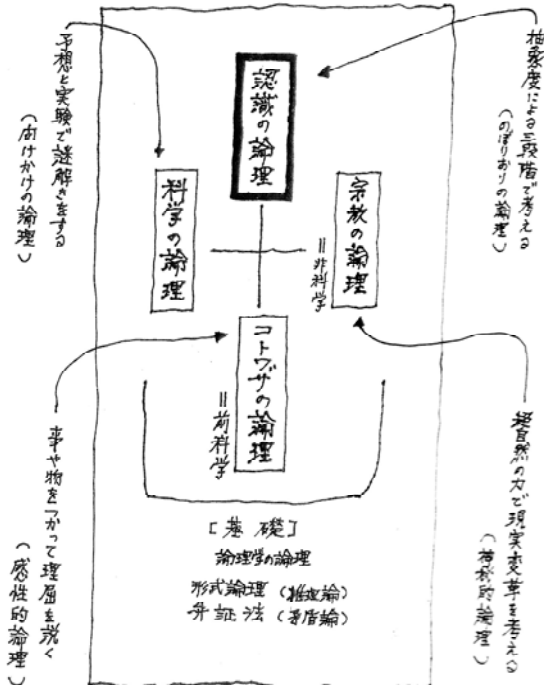 抽象度による三段階で考える
(のぼりおりの論理)
認識の論理
予想と実験で謎解きをする
(問いかけの論理)
宗教の論理
=非科学
科学の論理
コトワザの論理
=前科学
超自然の力で現実変革を考える
(神秘的論理)
事や物をつかって理屈を説く
(感性的論理)
[基礎]
論理学の論理
形式論理(推理論)
弁証法(矛盾論)